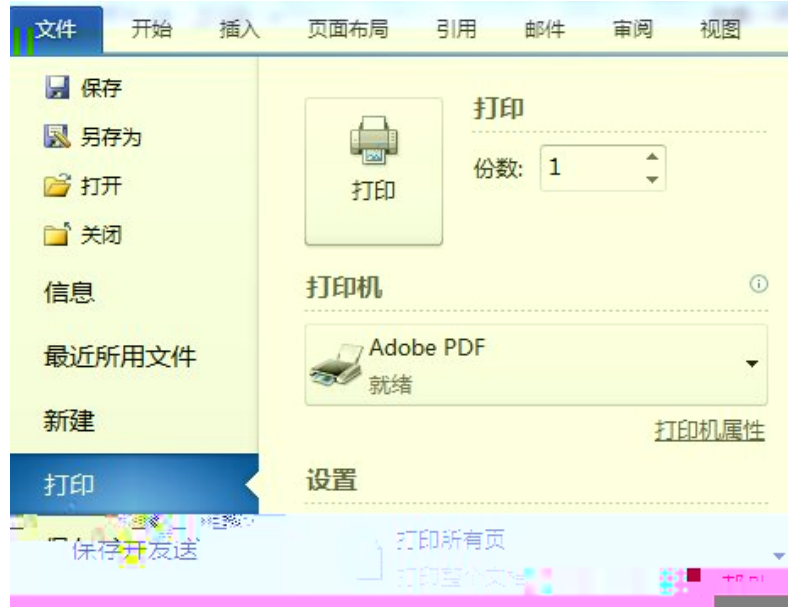 文件 开始 插入 页面布局 引用 邮件 审阅 视图
保存
另存为
打开
关闭
信息
最近所用文件
新建
打印
保存并发送
打印
打印
份数: 1
打印机
Adobe PDF
就绪
打印机属性
设置
打印所有页